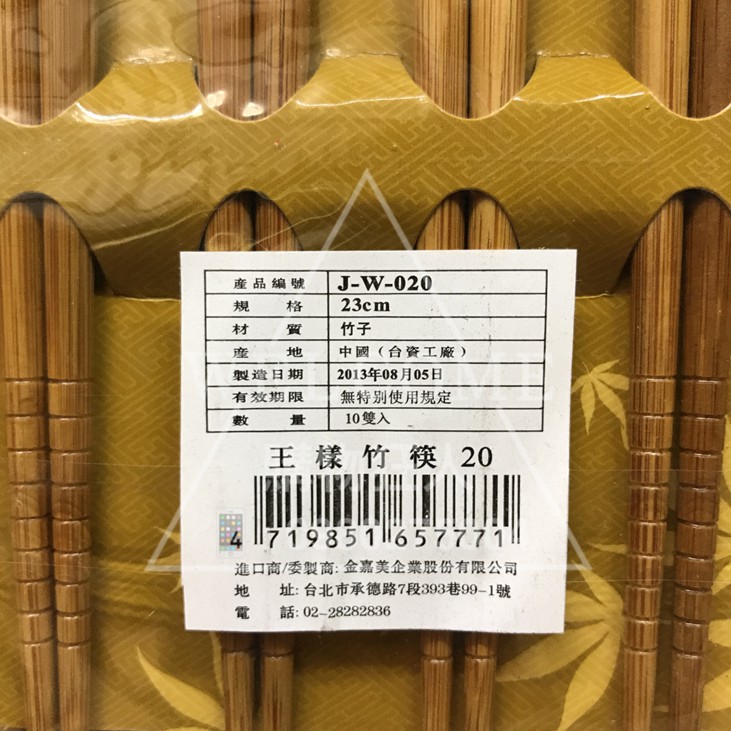 產品編號 J-W-020
規格 23cm
材質 竹子
產地 中國(台資工廠)
製造日期 2013年08月05日
有效期限 無特別使用規定
數量 10雙入
王樣竹筷 20
4 719851 657771
進口商/委製商: 金嘉美企業股份有限公司
地址: 台北市承德路7段393巷99-1號
電話: 02-28282836